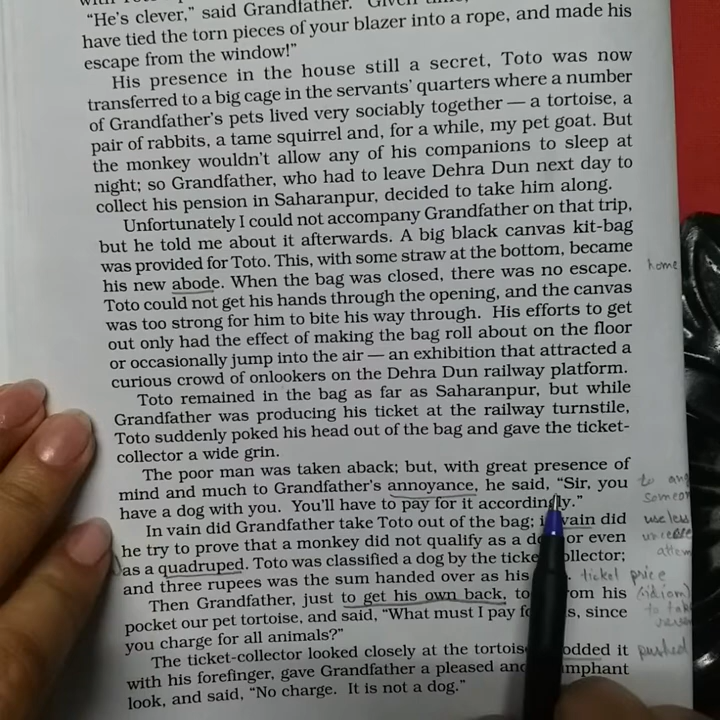 "He's clever," said Grandfather. "Given time,
have tied the torn pieces of your blazer into a rope, and made his
escape from the window!"
His presence in the house still a secret, Toto was now
transferred to a big cage in the servants' quarters where a number
of Grandfather's pets lived very sociably together — a tortoise, a
pair of rabbits, a tame squirrel and, for a while, my pet goat. But
the monkey wouldn't allow any of his companions to sleep at
night; so Grandfather, who had to leave Dehra Dun next day to
collect his pension in Saharanpur, decided to take him along.
Unfortunately I could not accompany Grandfather on that trip,
but he told me about it afterwards. A big black canvas kit-bag
was provided for Toto. This, with some straw at the bottom, became
his new abode. When the bag was closed, there was no escape. home
Toto could not get his hands through the opening, and the canvas
was too strong for him to bite his way through. His efforts to get
out only had the effect of making the bag roll about on the floor
or occasionally jump into the air — an exhibition that attracted a
curious crowd of onlookers on the Dehra Dun railway platform.
Toto remained in the bag as far as Saharanpur, but while
Grandfather was producing his ticket at the railway turnstile,
Toto suddenly poked his head out of the bag and gave the ticket-
collector a wide grin.
The poor man was taken aback; but, with great presence of
mind and much to Grandfather's annoyance, he said, "Sir, you to
have a dog with you. You'll have to pay for it accordingly."
In vain did Grandfather take Toto out of the bag; in vain did useless
he try to prove that a monkey did not qualify as a dog or even
as a quadruped. Toto was classified a dog by the ticket-collector;
and three rupees was the sum handed over as his ticket price
Then Grandfather, just to get his own back, took from his (idiom)
pocket our pet tortoise, and said, "What must I pay for this, since to
you charge for all animals?"
The ticket-collector looked closely at the tortoise, prodded it pushed
with his forefinger, gave Grandfather a pleased and triumphant
look, and said, "No charge. It is not a dog."